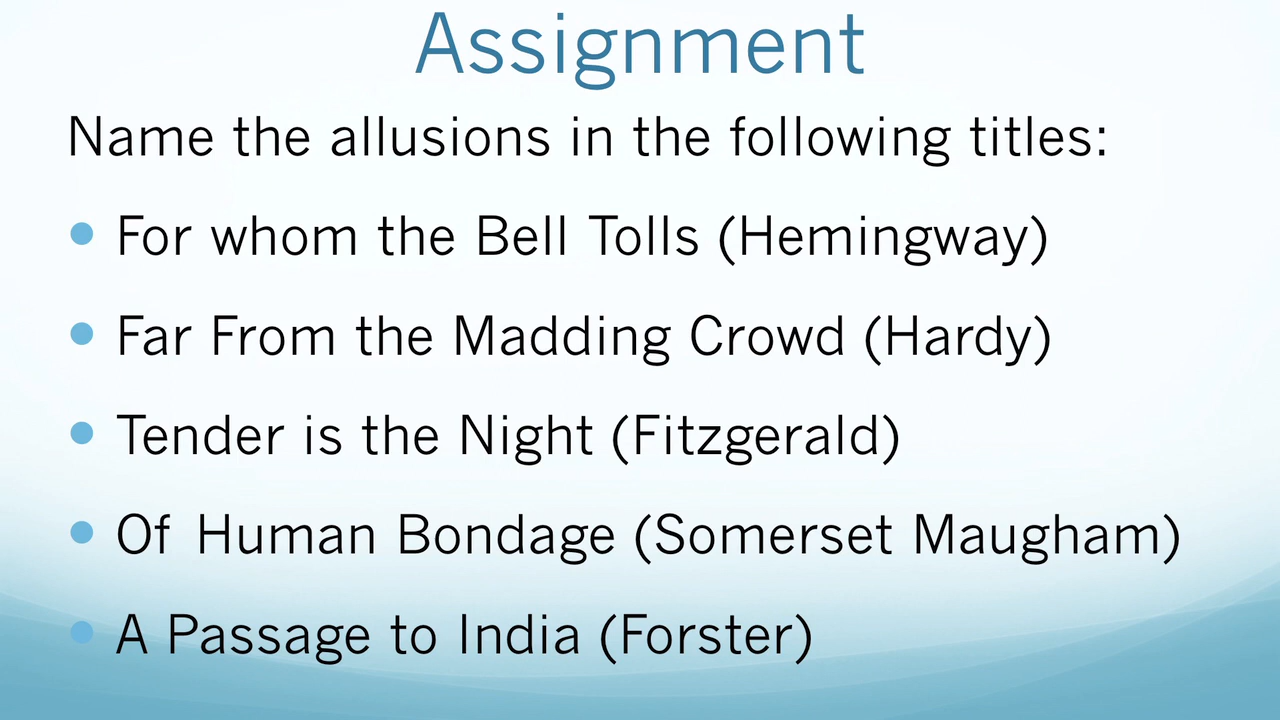 Assignment
Name the allusions in the following titles:
• For whom the Bell Tolls (Hemingway)
• Far From the Madding Crowd (Hardy)
• Tender is the Night (Fitzgerald)
• Of Human Bondage (Somerset Maugham)
• A Passage to India (Forster)